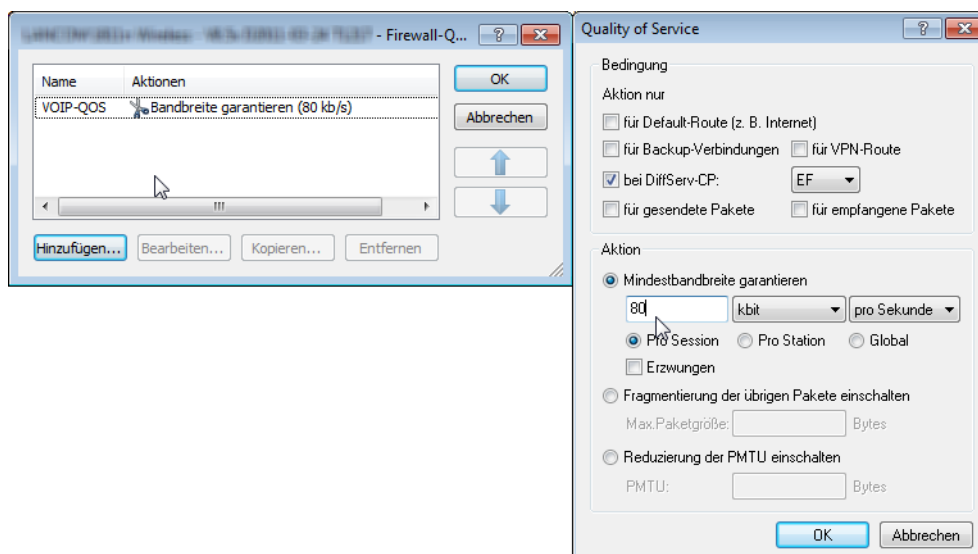 - Firewall-Q...
Name Aktionen
VOIP-QOS Bandbreite garantieren (80 kb/s)
OK
Abbrechen
Hinzufügen... Bearbeiten... Kopieren... Entfernen
Quality of Service
Bedingung
Aktion nur
für Default-Route (z. B. Internet)
für Backup-Verbindungen für VPN-Route
bei DiffServ-CP: EF
für gesendete Pakete für empfangene Pakete
Aktion
Mindestbandbreite garantieren
80 kbit pro Sekunde
Pro Session Pro Station Global
Erzwungen
Fragmentierung der übrigen Pakete einschalten
Max.Paketgröße: Bytes
Reduzierung der PMTU einschalten
PMTU: Bytes
OK Abbrechen